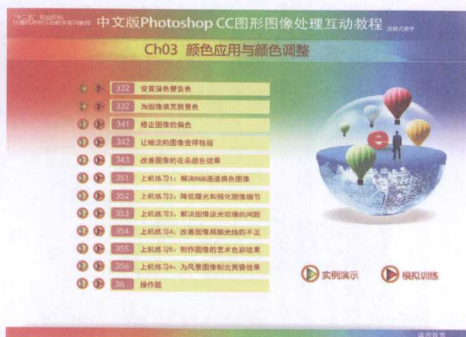 中文版Photoshop CC图形图像处理互动教程
Ch03 颜色应用与颜色调整
332 设置溢色警告色
332 为图像填充前景色
341 修正图像的偏色
342 让暗淡的图像变得艳丽
343 改善图像的花朵颜色效果
351 上机练习1：解决RGB通道填色图像
352 上机练习2：降低曝光和强化图像细节
353 上机练习3：解决图像逆光拍摄的问题
354 上机练习4：改善图像局部光线的不足
355 上机练习5：制作图像的艺术色彩效果
356 上机练习6：为风景图像制出黄昏效果
36 操作题
e
实例演示
模拟训练
返回首页